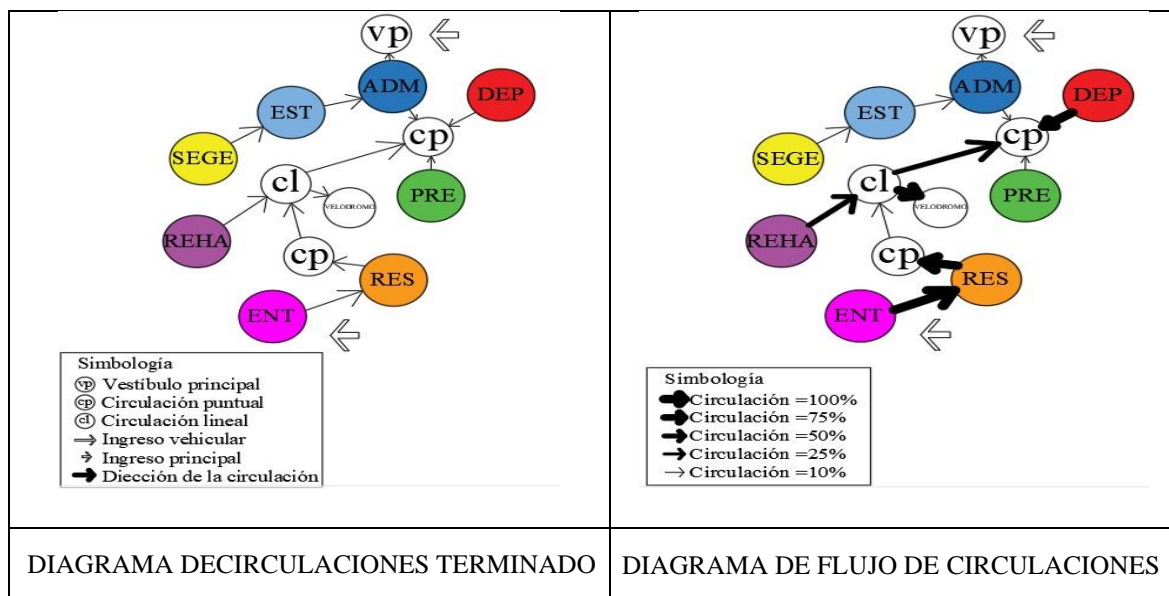 vp
ADM
DEP
EST
cp
SEGE
cl
PRE
VELODROMO
REHA
cp
RES
ENT
Simbología
vp Vestíbulo principal
cp Circulación puntual
cl Circulación lineal
Ingreso vehicular
Ingreso principal
Diección de la circulación
DIAGRAMA DECIRCULACIONES TERMINADO
vp
ADM
DEP
EST
cp
SEGE
cl
PRE
VELODROMO
REHA
cp
RES
ENT
Simbología
Circulación =100%
Circulación =75%
Circulación =50%
Circulación =25%
Circulación =10%
DIAGRAMA DE FLUJO DE CIRCULACIONES